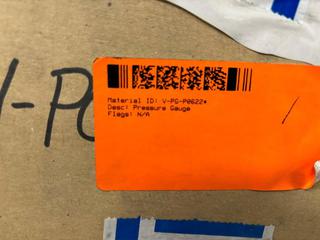 Material ID: V-PG-P0622*
Desc: Pressure Gauge
Flags: N/A